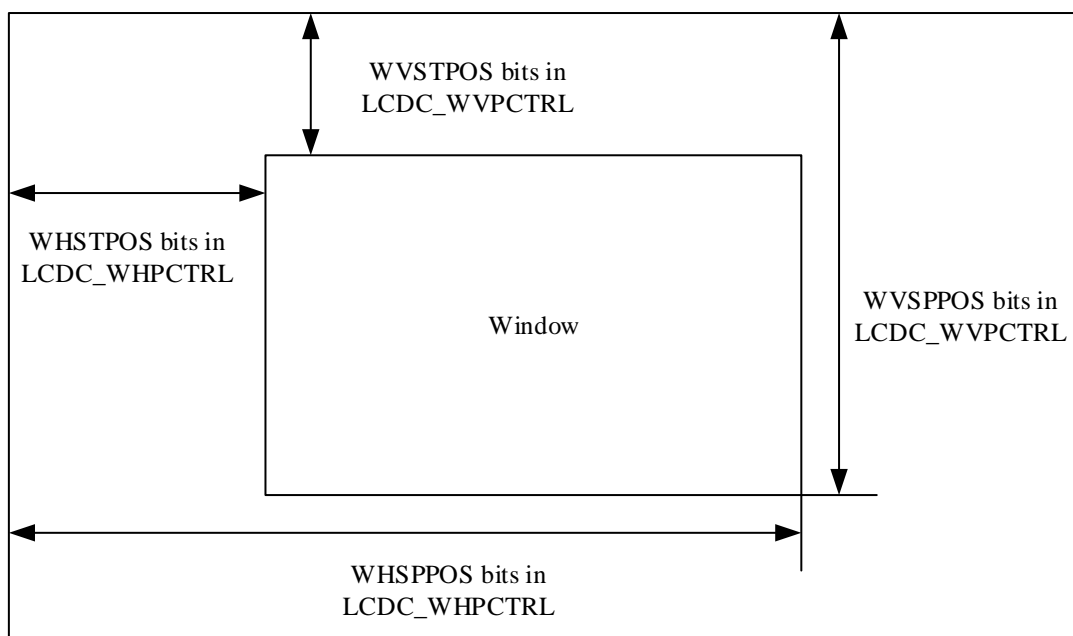 WVSTPOS bits in
LCDC_WVPCTRL
WHSTPOS bits in
LCDC_WHPCTRL
WVSPPOS bits in
LCDC_WVPCTRL
Window
WHSPPOS bits in
LCDC_WHPCTRL